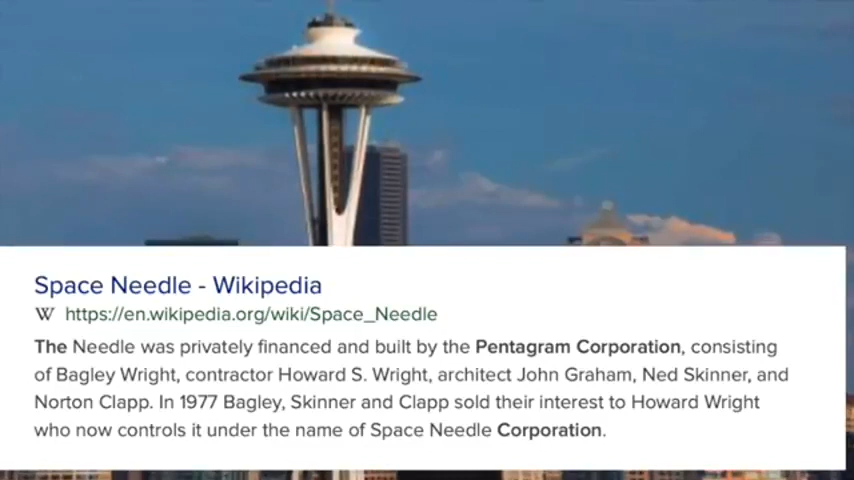 Space Needle - Wikipedia
W https://en.wikipedia.org/wiki/Space_Needle
The Needle was privately financed and built by the Pentagram Corporation, consisting
of Bagley Wright, contractor Howard S. Wright, architect John Graham, Ned Skinner, and
Norton Clapp. In 1977 Bagley, Skinner and Clapp sold their interest to Howard Wright
who now controls it under the name of Space Needle Corporation.